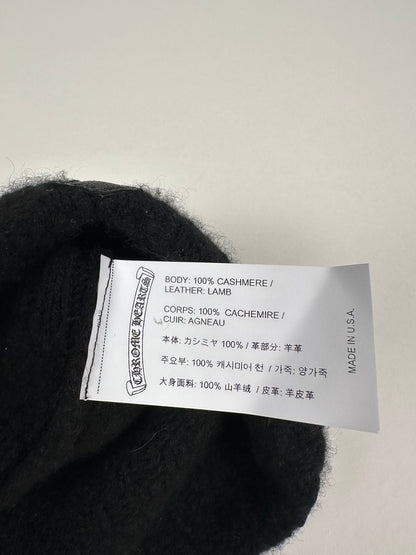 CHROME HEARTS
BODY: 100% CASHMERE /
LEATHER: LAMB
CORPS: 100% CACHEMIRE /
CUIR: AGNEAU
本体: カシミヤ 100% / 革部分: 羊革
주요부: 100% 캐시미어 천 / 가죽: 양가죽
大身面料: 100% 山羊绒 / 皮革: 羊皮革
MADE IN U.S.A.